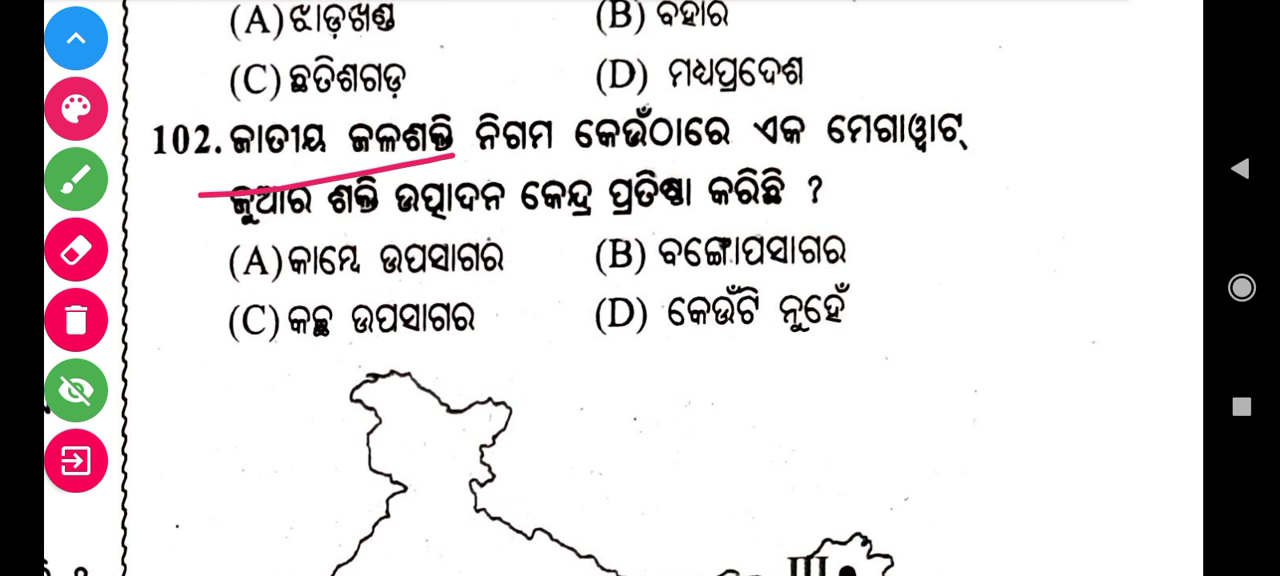 (A) ଝାଡ଼ଖଣ୍ଡ (B) ବିହାର
(C) ଛତିଶଗଡ଼ (D) ମଧ୍ୟପ୍ରଦେଶ
102. ଜାତୀୟ ଜଳଶକ୍ତି ନିଗମ କେଉଁଠାରେ ଏକ ମେଗାୱାଟ୍
ଜୁଆର ଶକ୍ତି ଉତ୍ପାଦନ କେନ୍ଦ୍ର ପ୍ରତିଷ୍ଠା କରିଛି ?
(A) କାମ୍ବେ ଉପସାଗର (B) ବଙ୍ଗୋପସାଗର
(C) କଚ୍ଛ ଉପସାଗର (D) କେଉଁଟି ନୁହେଁ
III